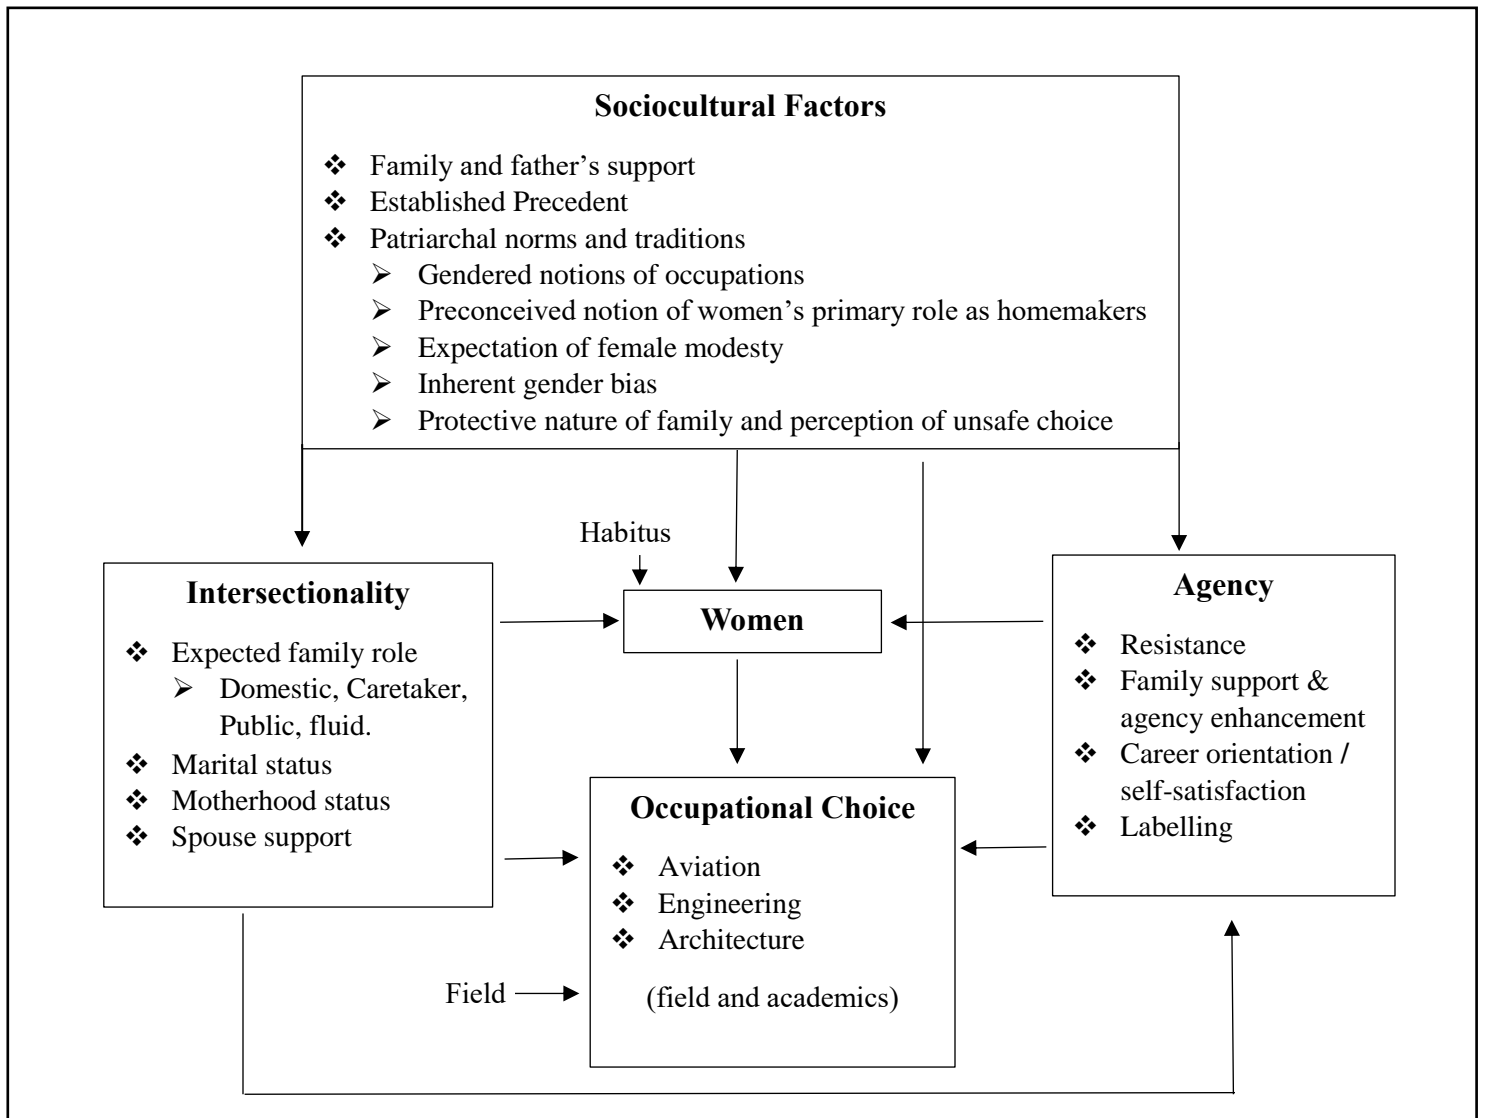 Sociocultural Factors
❖ Family and father’s support
❖ Established Precedent
❖ Patriarchal norms and traditions
➢ Gendered notions of occupations
➢ Preconceived notion of women’s primary role as homemakers
➢ Expectation of female modesty
➢ Inherent gender bias
➢ Protective nature of family and perception of unsafe choice
Habitus
Intersectionality
❖ Expected family role
➢ Domestic, Caretaker,
Public, fluid.
❖ Marital status
❖ Motherhood status
❖ Spouse support
Women
Agency
❖ Resistance
❖ Family support &
agency enhancement
❖ Career orientation /
self-satisfaction
❖ Labelling
Occupational Choice
❖ Aviation
❖ Engineering
❖ Architecture
(field and academics)
Field